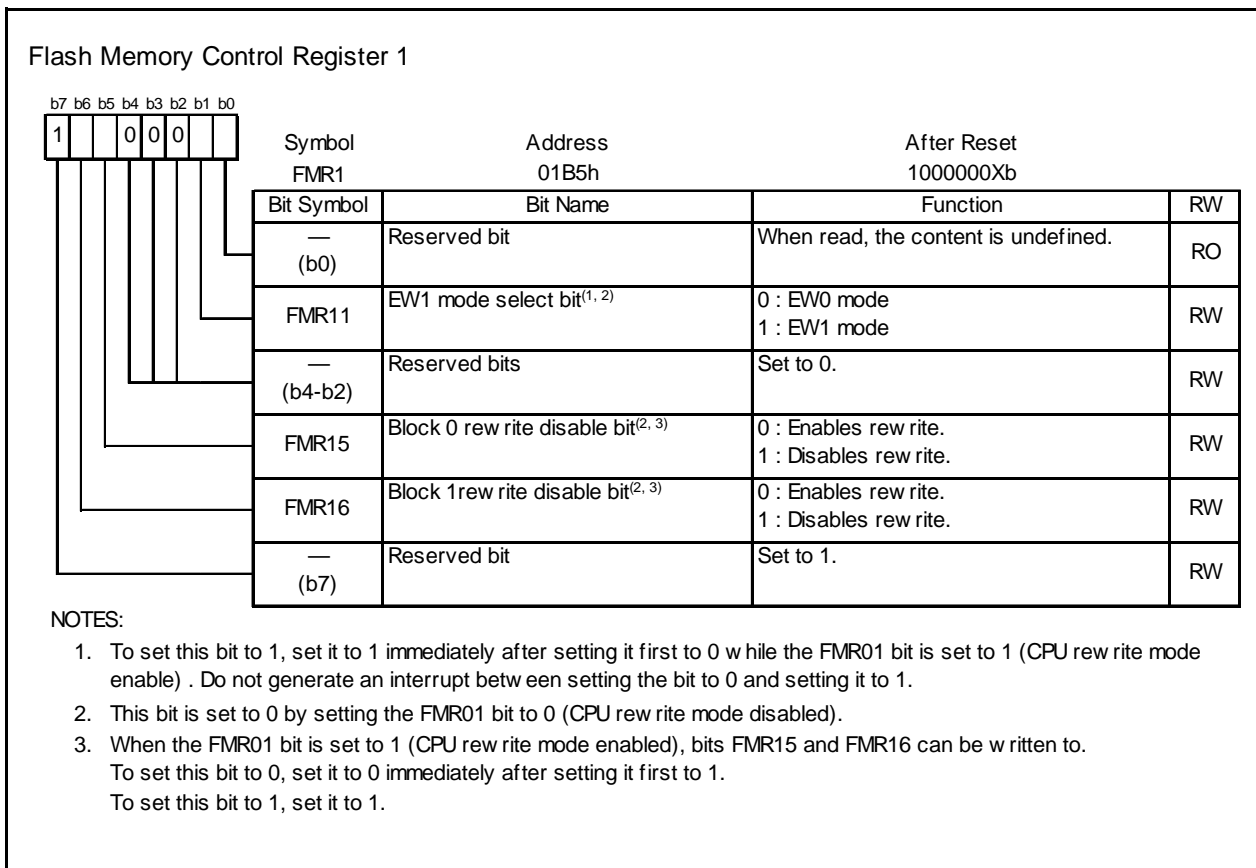 Flash Memory Control Register 1
b7 b6 b5 b4 b3 b2 b1 b0
1 0 0 0
Symbol Address After Reset
FMR1 01B5h 1000000Xb
Bit Symbol Bit Name Function RW
—
(b0)
Reserved bit
When read, the content is undefined.
RO
FMR11
EW1 mode select bit(1, 2)
0 : EW0 mode
1 : EW1 mode
RW
—
(b4-b2)
Reserved bits
Set to 0.
RW
FMR15
Block 0 rew rite disable bit(2, 3)
0 : Enables rew rite.
1 : Disables rew rite.
RW
FMR16
Block 1rew rite disable bit(2, 3)
0 : Enables rew rite.
1 : Disables rew rite.
RW
—
(b7)
Reserved bit
Set to 1.
RW
NOTES:
1. To set this bit to 1, set it to 1 immediately after setting it first to 0 w hile the FMR01 bit is set to 1 (CPU rew rite mode
enable) . Do not generate an interrupt betw een setting the bit to 0 and setting it to 1.
2. This bit is set to 0 by setting the FMR01 bit to 0 (CPU rew rite mode disabled).
3. When the FMR01 bit is set to 1 (CPU rew rite mode enabled), bits FMR15 and FMR16 can be w ritten to.
To set this bit to 0, set it to 0 immediately after setting it first to 1.
To set this bit to 1, set it to 1.